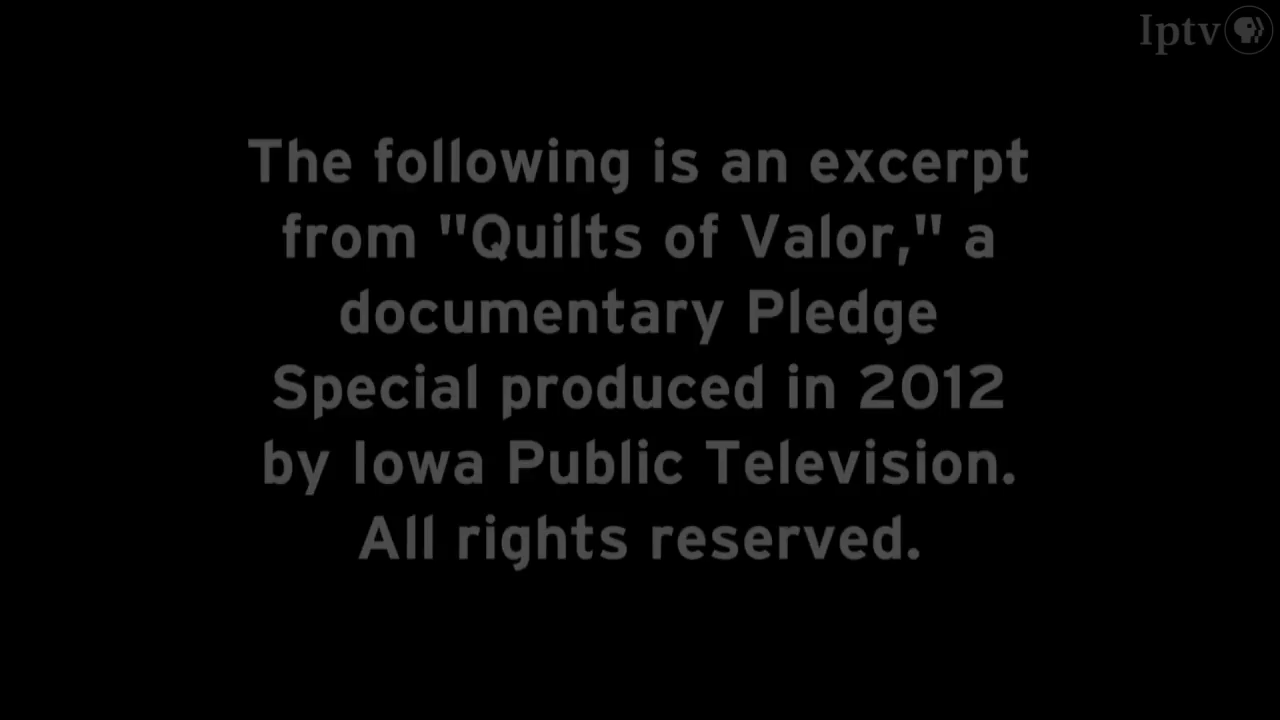 Iptv
The following is an excerpt
from "Quilts of Valor," a
documentary Pledge
Special produced in 2012
by Iowa Public Television.
All rights reserved.